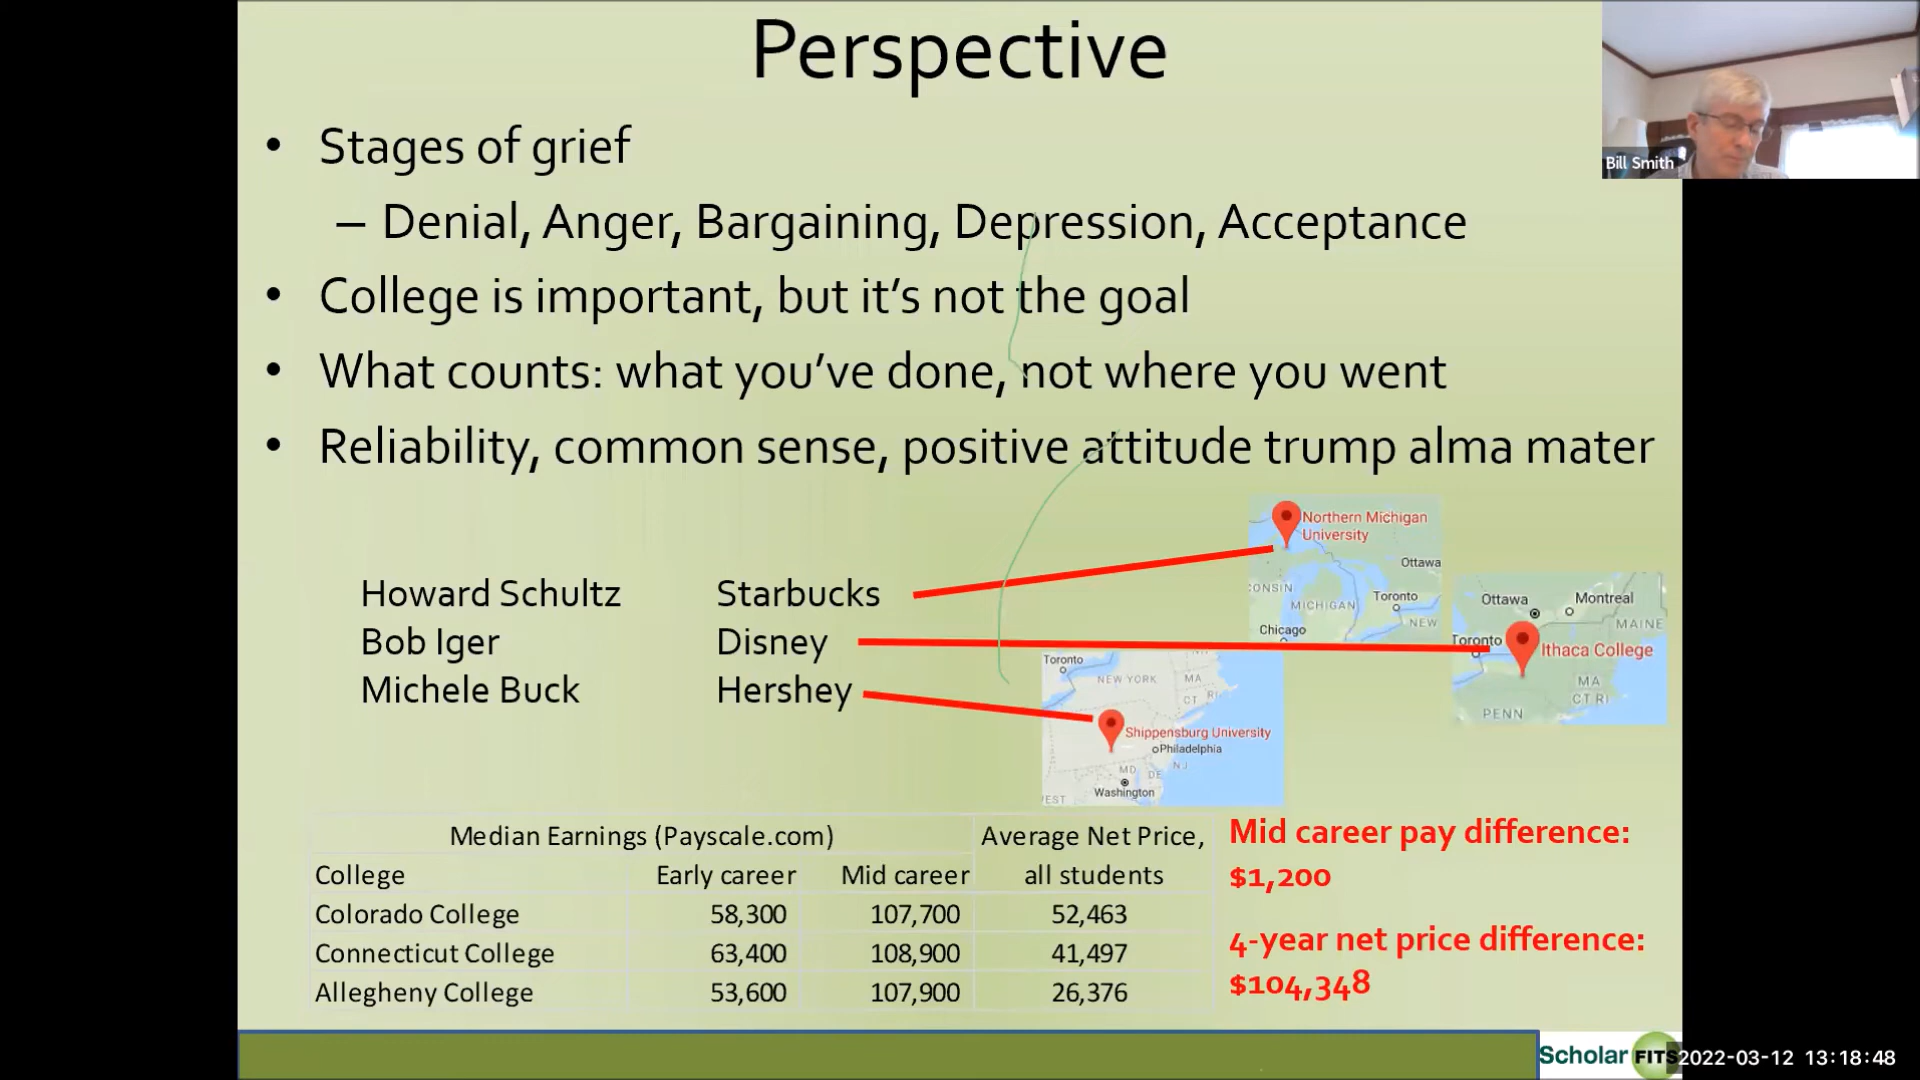 Perspective
Bill Smith
• Stages of grief
– Denial, Anger, Bargaining, Depression, Acceptance
• College is important, but it's not the goal
• What counts: what you've done, not where you went
• Reliability, common sense, positive attitude trump alma mater
Howard Schultz Starbucks
Bob Iger Disney
Michele Buck Hershey
Northern Michigan
University
Ottawa
CONSIN
MICHIGAN
Toronto
NEW
Chicago
Ottawa
Montreal
MAINE
Toronto
Ithaca College
MA
CT RI
PENN
Toronto
NEW YORK
MA
CT RI
Shippensburg University
Philadelphia
MD
DE
NJ
Washington
EST
Median Earnings (Payscale.com) Average Net Price,
College Early career Mid career all students
Colorado College 58,300 107,700 52,463
Connecticut College 63,400 108,900 41,497
Allegheny College 53,600 107,900 26,376
Mid career pay difference:
$1,200
4-year net price difference:
$104,348
Scholar FITS
2022-03-12 13:18:48